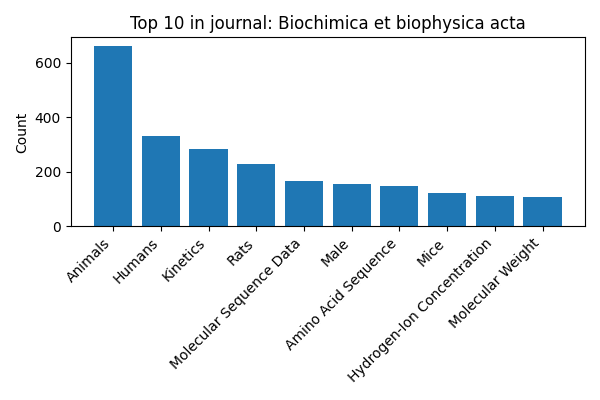 Top 10 in journal: Biochimica et biophysica acta
Count
600
400
200
0
Animals
Humans
Kinetics
Rats
Molecular Sequence Data
Male
Amino Acid Sequence
Mice
Hydrogen-Ion Concentration
Molecular Weight